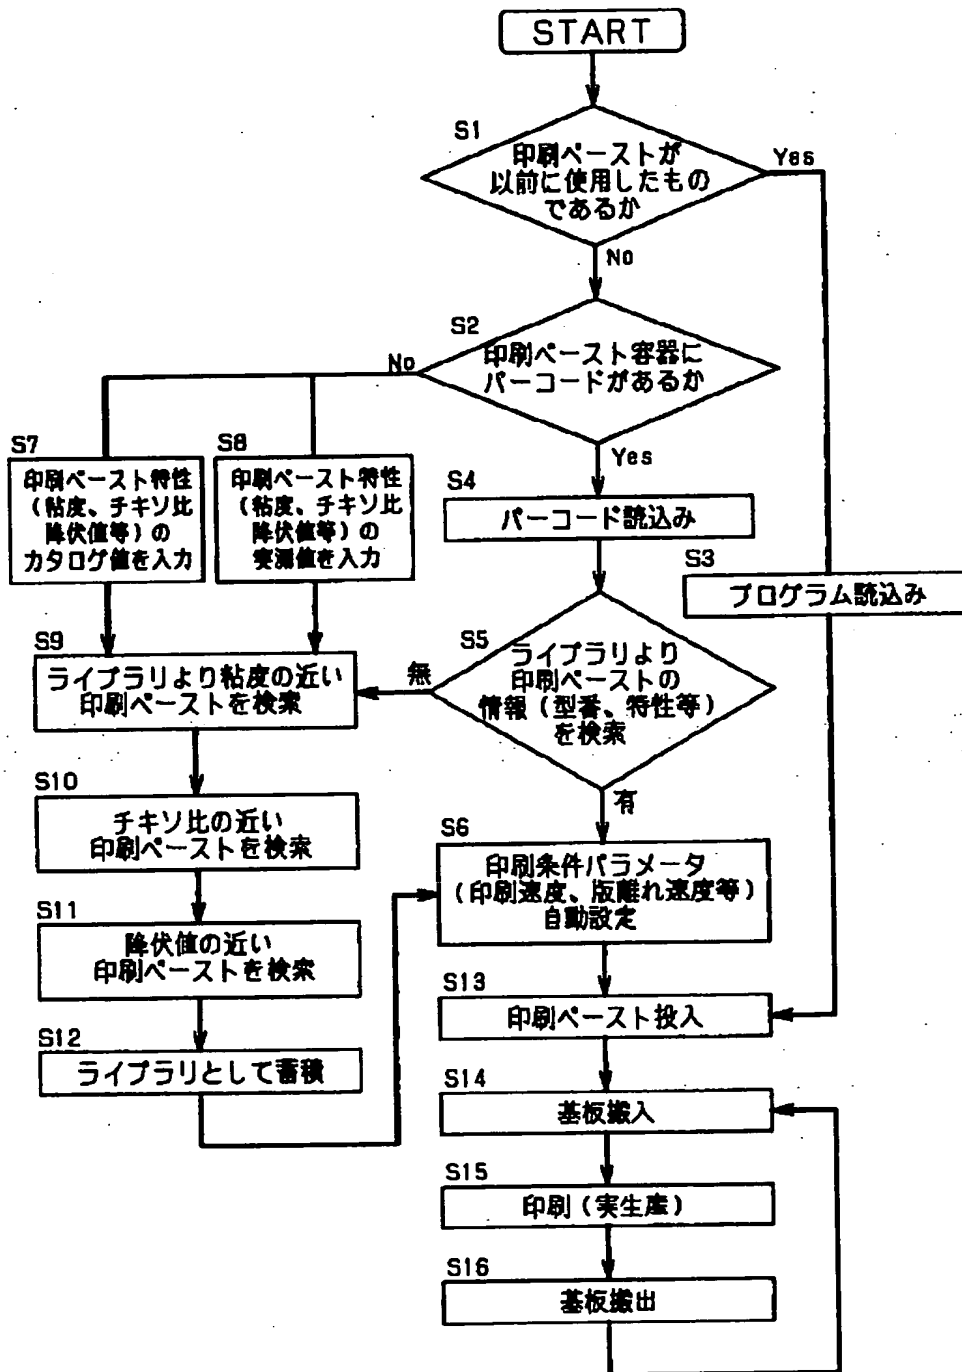 START
S1
印刷ペーストが
以前に使用したもの
であるか
Yes
No
S2
印刷ペースト容器に
バーコードがあるか
No
Yes
S7
印刷ペースト特性
(粘度、チキソ比
降伏値等)の
カタログ値を入力
S8
印刷ペースト特性
(粘度、チキソ比
降伏値等)の
実測値を入力
S4
バーコード読込み
S3
プログラム読込み
S9
ライブラリより粘度の近い
印刷ペーストを検索
S5
ライブラリより
印刷ペーストの
情報(型番、特性等)
を検索
無
有
S10
チキソ比の近い
印刷ペーストを検索
S6
印刷条件パラメータ
(印刷速度、版離れ速度等)
自動設定
S11
降伏値の近い
印刷ペーストを検索
S13
印刷ペースト投入
S12
ライブラリとして蓄積
S14
基板搬入
S15
印刷(実生産)
S16
基板搬出